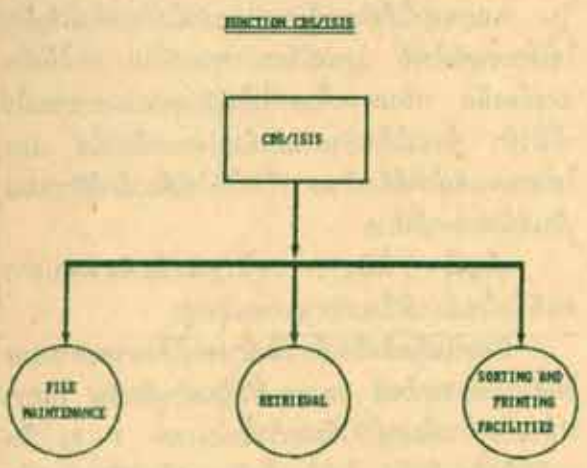 FUNCTION CDS/ISIS
CDS/ISIS
FILE
MAINTENANCE
RETRIEVAL
SORTING AND
PRINTING
FACILITIES